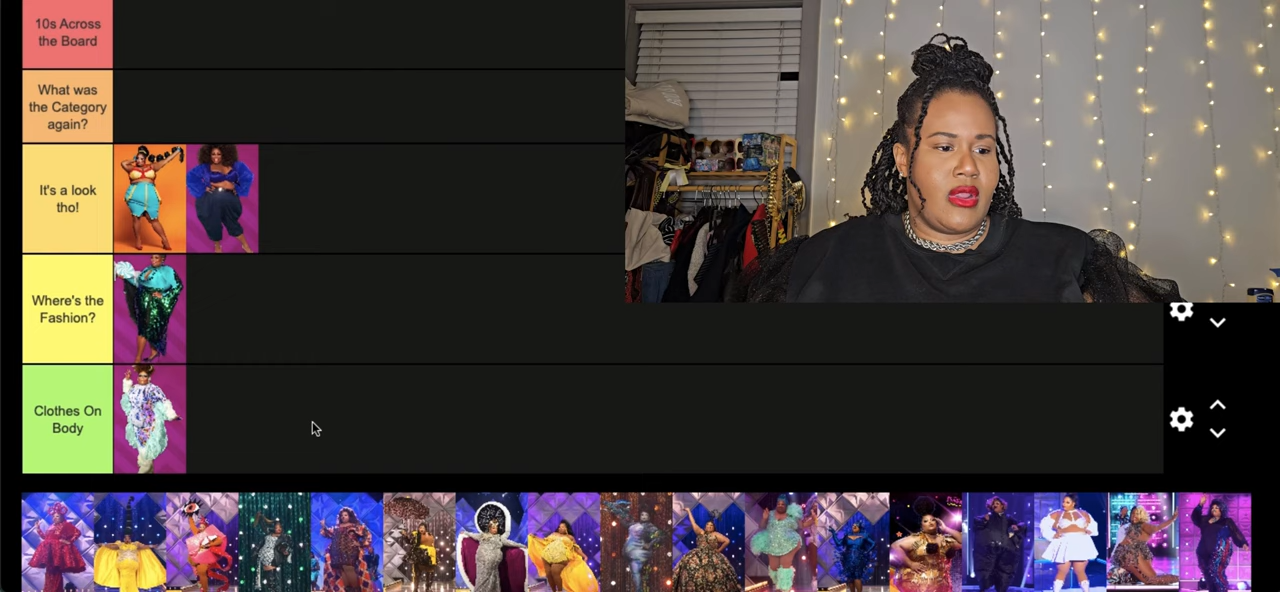 10s Across
the Board
What was
the Category
again?
It's a look
tho!
Where's the
Fashion?
Clothes On
Body